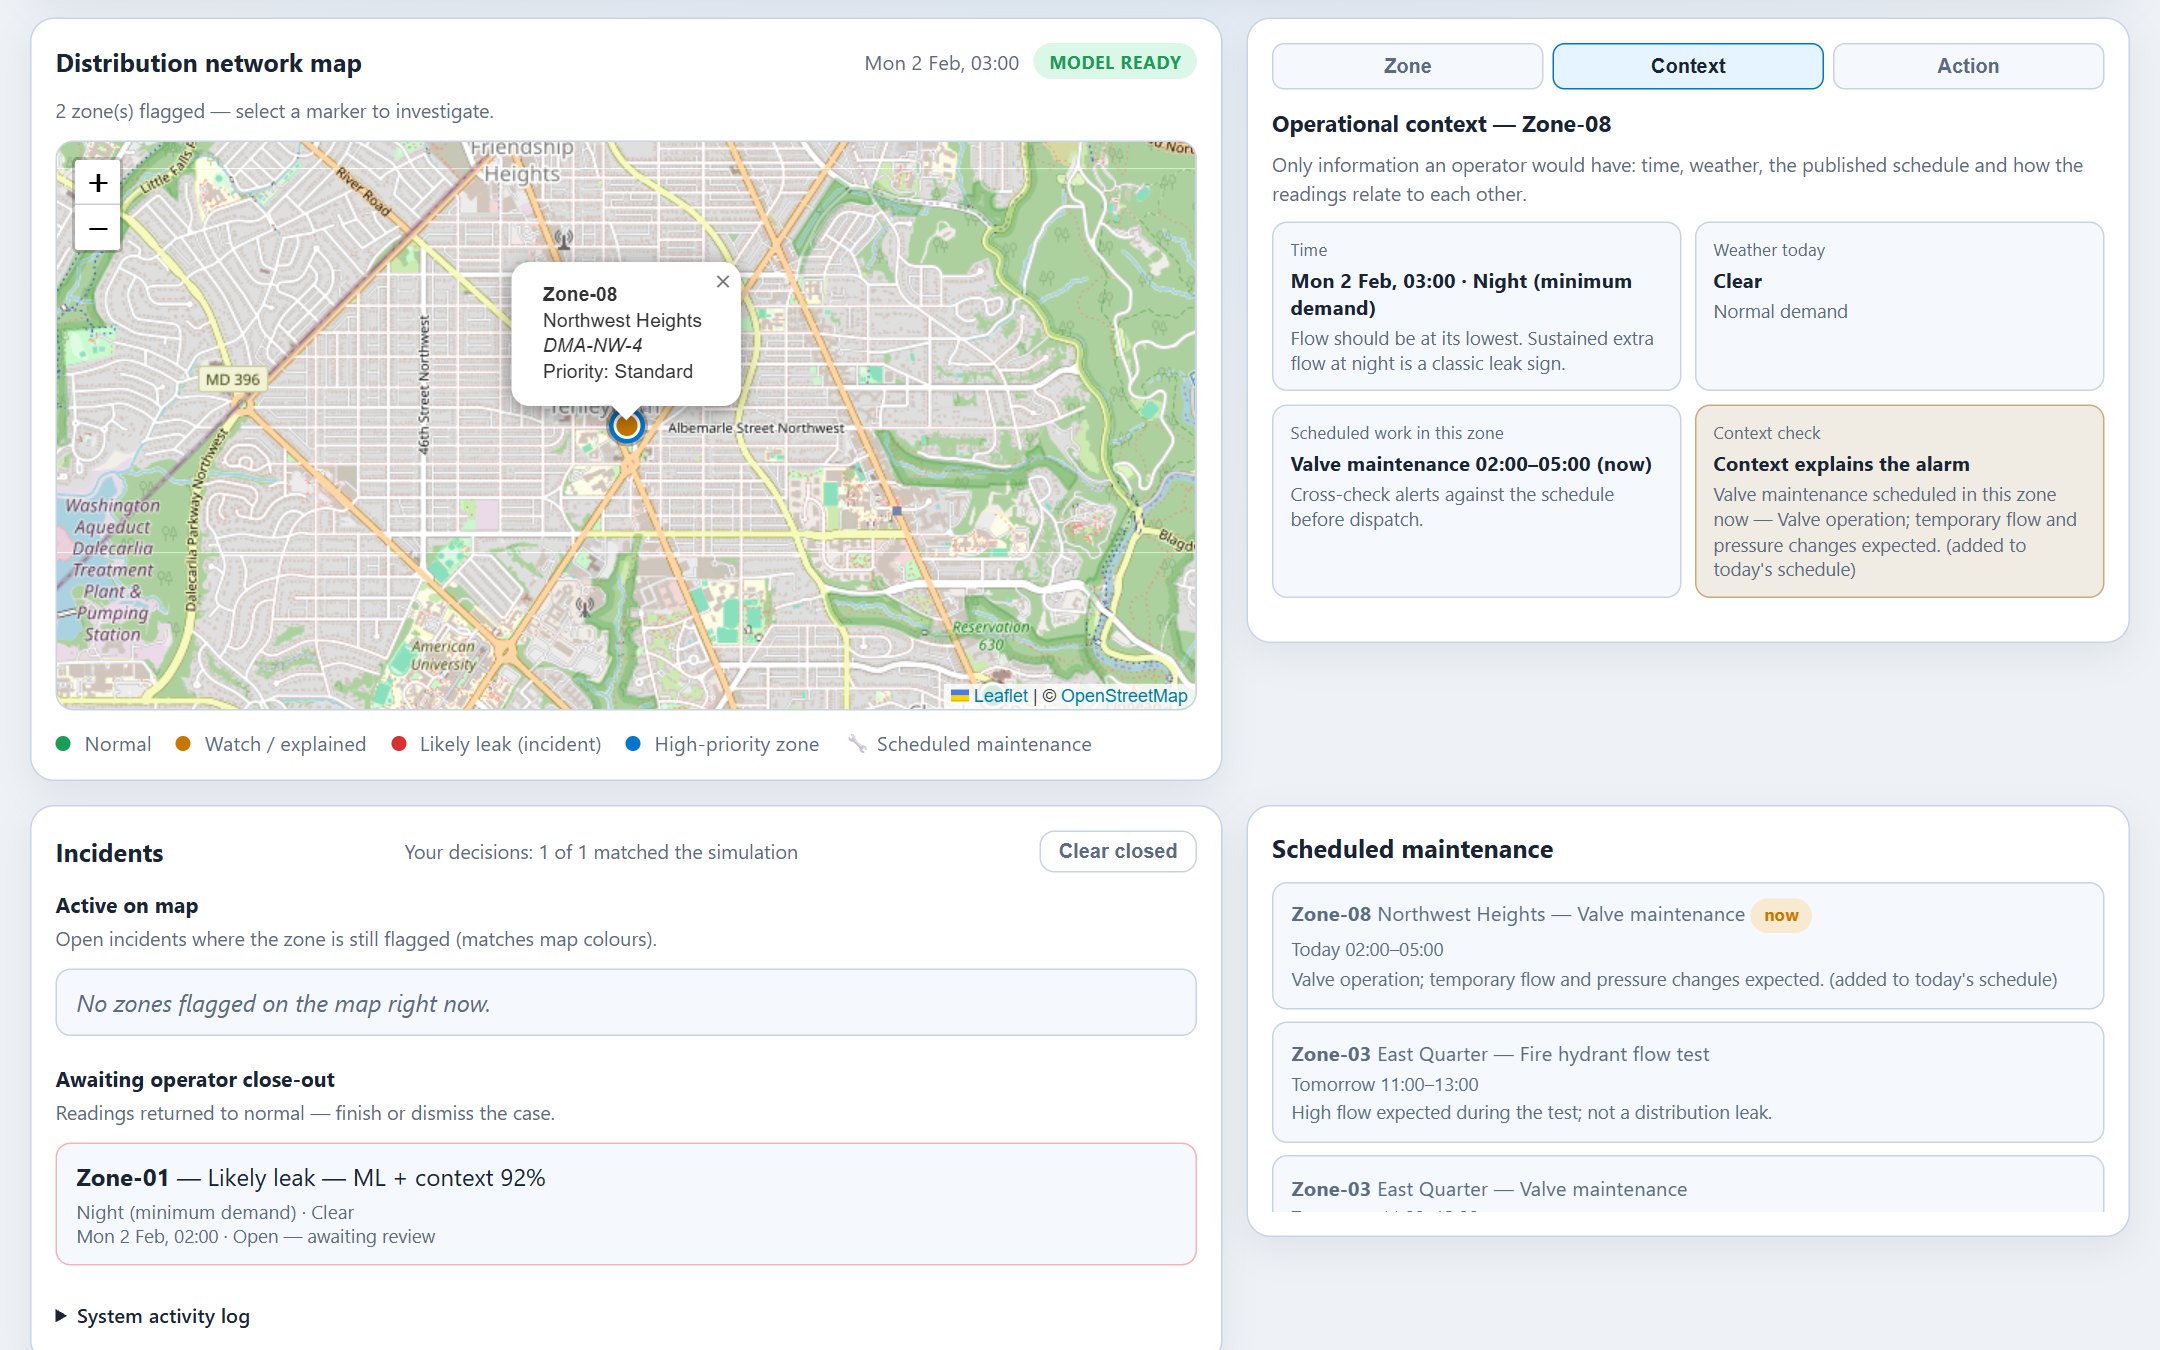 Distribution network map
Mon 2 Feb, 03:00
MODEL READY
2 zone(s) flagged — select a marker to investigate.
+
−
Friendship
Heights
Little Falls
River Road
MD 396
46th Street Northwest
Albemarle Street Northwest
Dalecarlia Parkway Northwest
Washington
Aqueduct
Dalecarlia
Treatment
Plant &
Pumping
Station
American
University
Reservation
630
×
Zone-08
Northwest Heights
DMA-NW-4
Priority: Standard
Leaflet | © OpenStreetMap
Normal
Watch / explained
Likely leak (incident)
High-priority zone
Scheduled maintenance
Zone
Context
Action
Operational context — Zone-08
Only information an operator would have: time, weather, the published schedule and how the
readings relate to each other.
Time
Mon 2 Feb, 03:00 · Night (minimum
demand)
Flow should be at its lowest. Sustained extra
flow at night is a classic leak sign.
Weather today
Clear
Normal demand
Scheduled work in this zone
Valve maintenance 02:00–05:00 (now)
Cross-check alerts against the schedule
before dispatch.
Context check
Context explains the alarm
Valve maintenance scheduled in this zone
now — Valve operation; temporary flow and
pressure changes expected. (added to
today's schedule)
Incidents
Your decisions: 1 of 1 matched the simulation
Clear closed
Active on map
Open incidents where the zone is still flagged (matches map colours).
No zones flagged on the map right now.
Awaiting operator close-out
Readings returned to normal — finish or dismiss the case.
Zone-01 — Likely leak — ML + context 92%
Night (minimum demand) · Clear
Mon 2 Feb, 02:00 · Open — awaiting review
System activity log
Scheduled maintenance
Zone-08 Northwest Heights — Valve maintenance now
Today 02:00–05:00
Valve operation; temporary flow and pressure changes expected. (added to today's schedule)
Zone-03 East Quarter — Fire hydrant flow test
Tomorrow 11:00–13:00
High flow expected during the test; not a distribution leak.
Zone-03 East Quarter — Valve maintenance